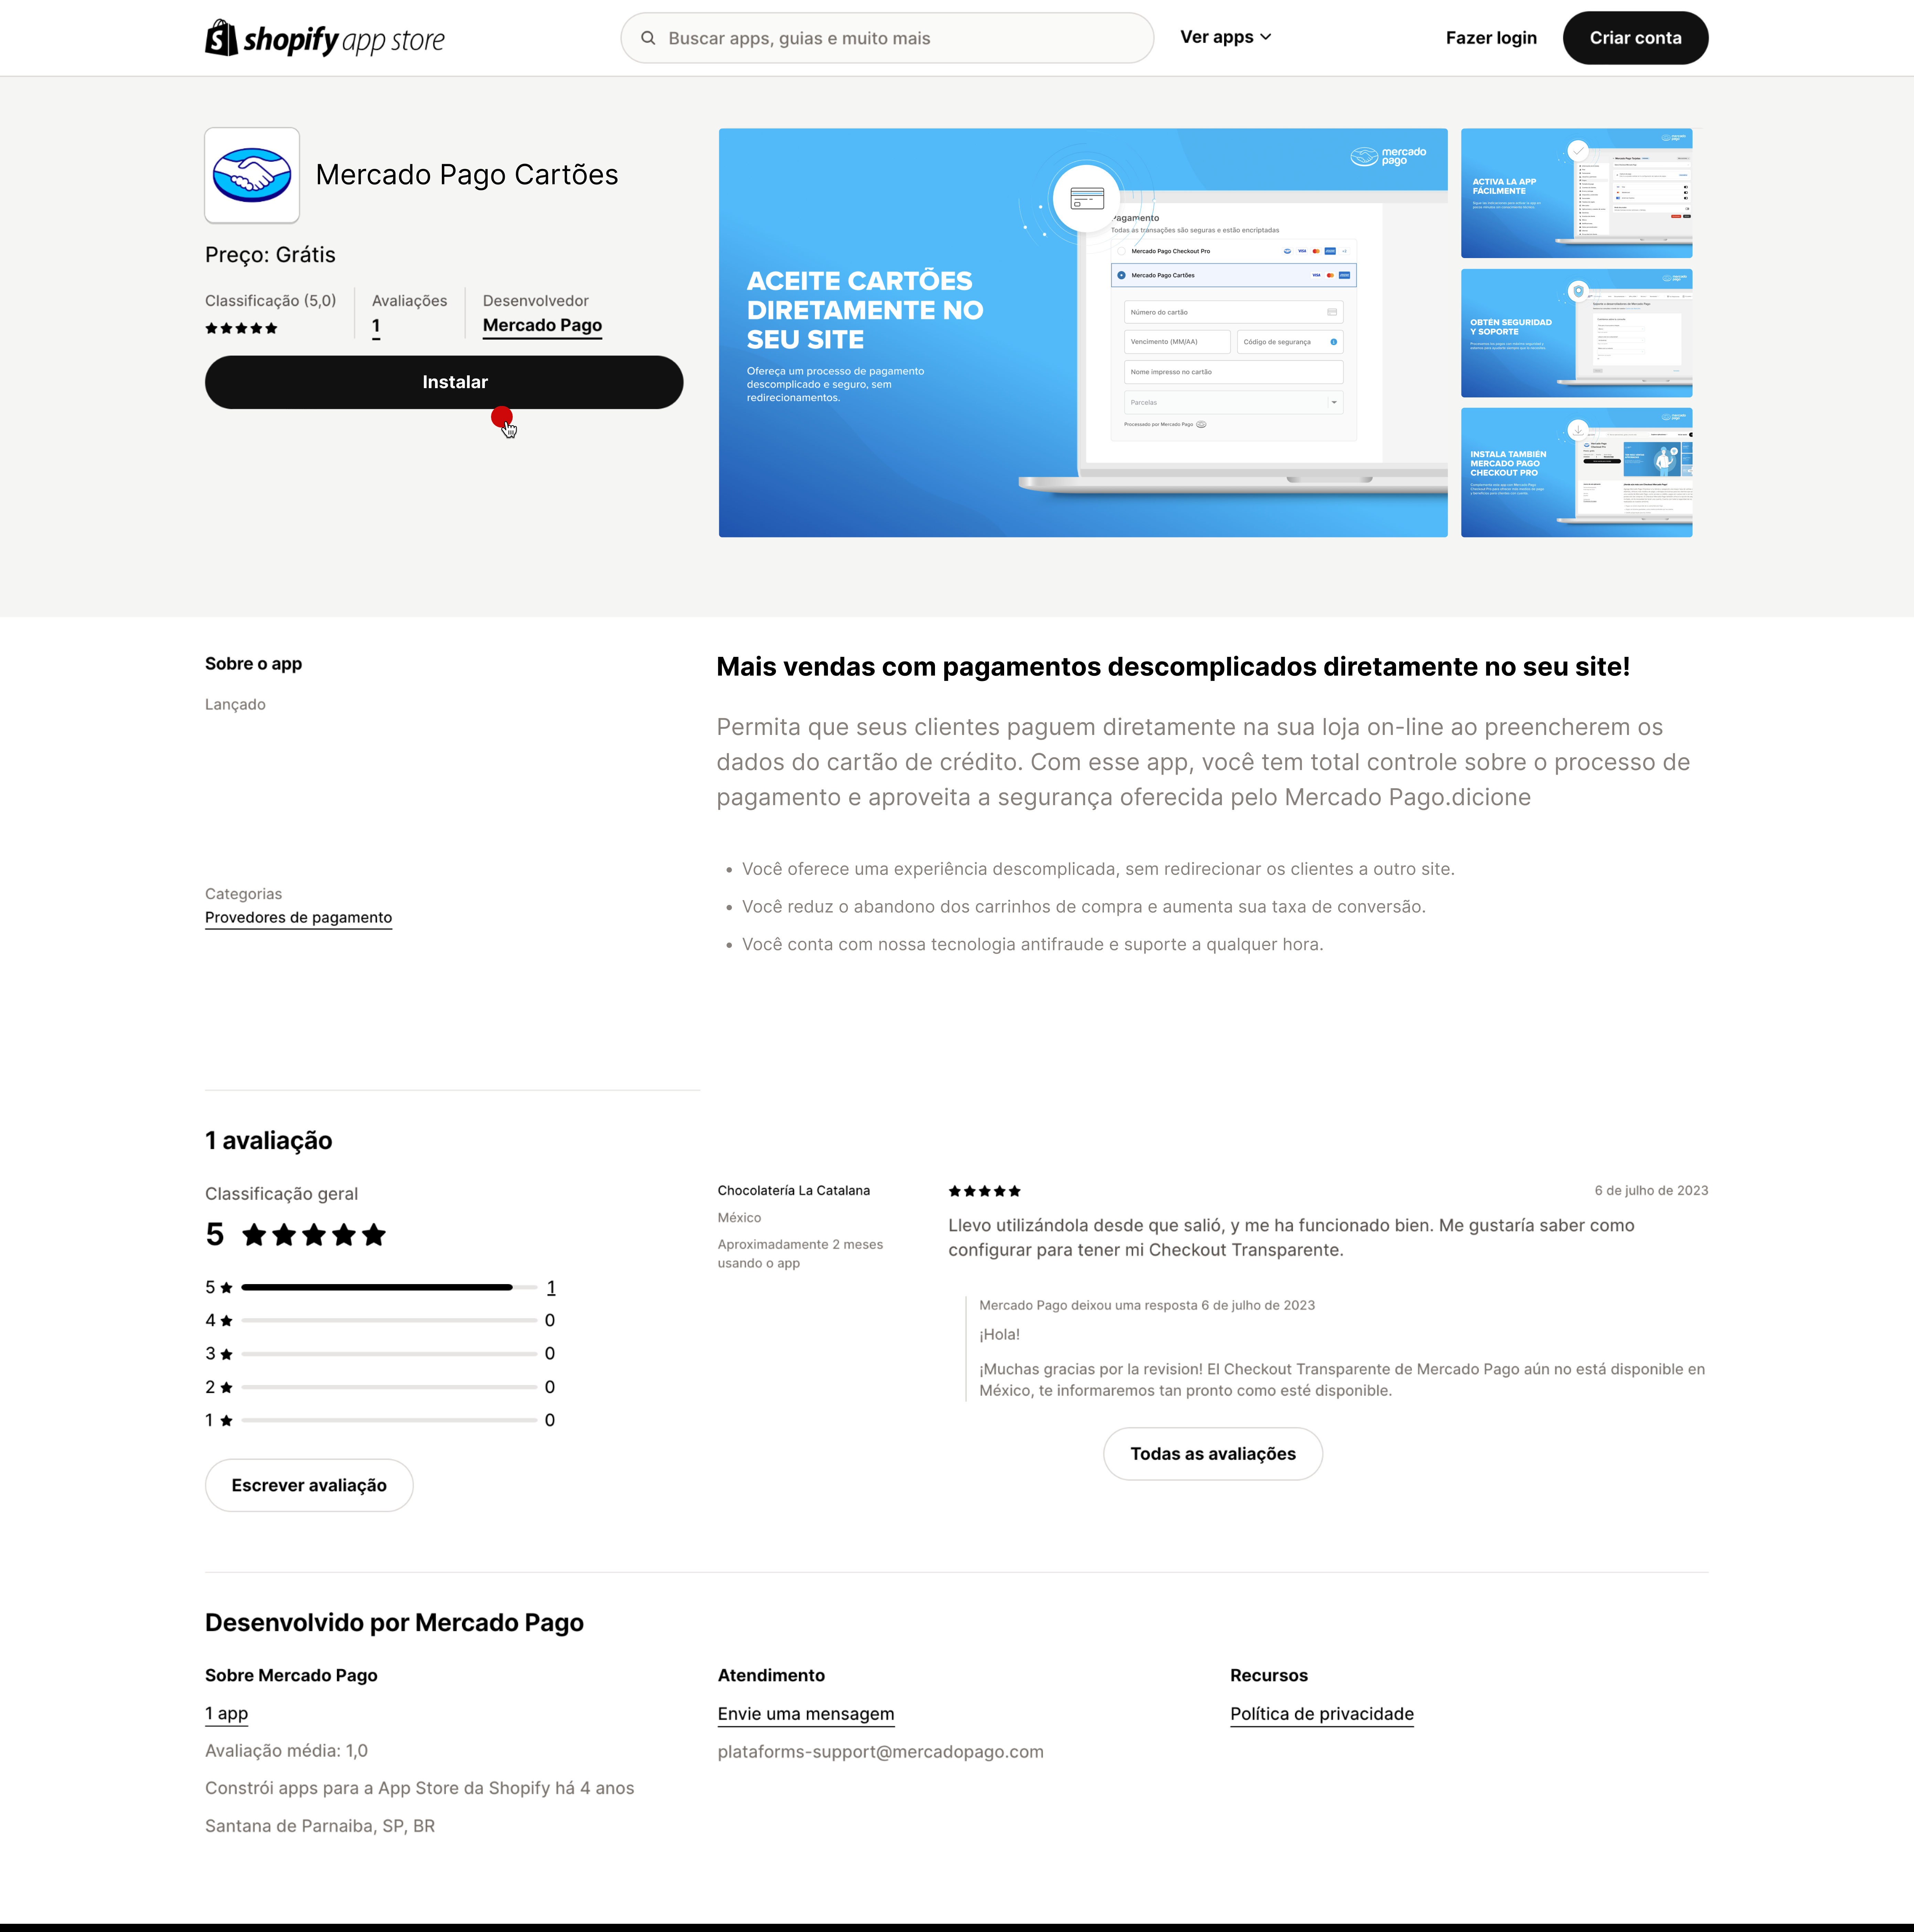 shopify app store
Buscar apps, guias e muito mais
Ver apps
Fazer login
Criar conta
Mercado Pago Cartões
Preço: Grátis
Classificação (5,0)
Avaliações
1
Desenvolvedor
Mercado Pago
Instalar
mercado
pago
ACEITE CARTÕES
DIRETAMENTE NO
SEU SITE
Ofereça um processo de pagamento
descomplicado e seguro, sem
redirecionamentos.
Pagamento
Todas as transações são seguras e estão encriptadas
Mercado Pago Checkout Pro
Mercado Pago Cartões
Número do cartão
Vencimento (MM/AA)
Código de segurança
Nome impresso no cartão
Parcelas
Processado por Mercado Pago
ACTIVA LA APP
FÁCILMENTE
OBTÉN SEGURIDAD
Y SOPORTE
INSTALA TAMBIÉN
MERCADO PAGO
CHECKOUT PRO
Sobre o app
Lançado
Categorias
Provedores de pagamento
Mais vendas com pagamentos descomplicados diretamente no seu site!
Permita que seus clientes paguem diretamente na sua loja on-line ao preencherem os
dados do cartão de crédito. Com esse app, você tem total controle sobre o processo de
pagamento e aproveita a segurança oferecida pelo Mercado Pago.dicione
• Você oferece uma experiência descomplicada, sem redirecionar os clientes a outro site.
• Você reduz o abandono dos carrinhos de compra e aumenta sua taxa de conversão.
• Você conta com nossa tecnologia antifraude e suporte a qualquer hora.
1 avaliação
Classificação geral
5
5 1
4 0
3 0
2 0
1 0
Escrever avaliação
Chocolatería La Catalana
México
Aproximadamente 2 meses
usando o app
6 de julho de 2023
Llevo utilizándola desde que salió, y me ha funcionado bien. Me gustaría saber como
configurar para tener mi Checkout Transparente.
Mercado Pago deixou uma resposta 6 de julho de 2023
¡Hola!
¡Muchas gracias por la revision! El Checkout Transparente de Mercado Pago aún no está disponible en
México, te informaremos tan pronto como esté disponible.
Todas as avaliações
Desenvolvido por Mercado Pago
Sobre Mercado Pago
1 app
Avaliação média: 1,0
Constrói apps para a App Store da Shopify há 4 anos
Santana de Parnaiba, SP, BR
Atendimento
Envie uma mensagem
plataforms-support@mercadopago.com
Recursos
Política de privacidade